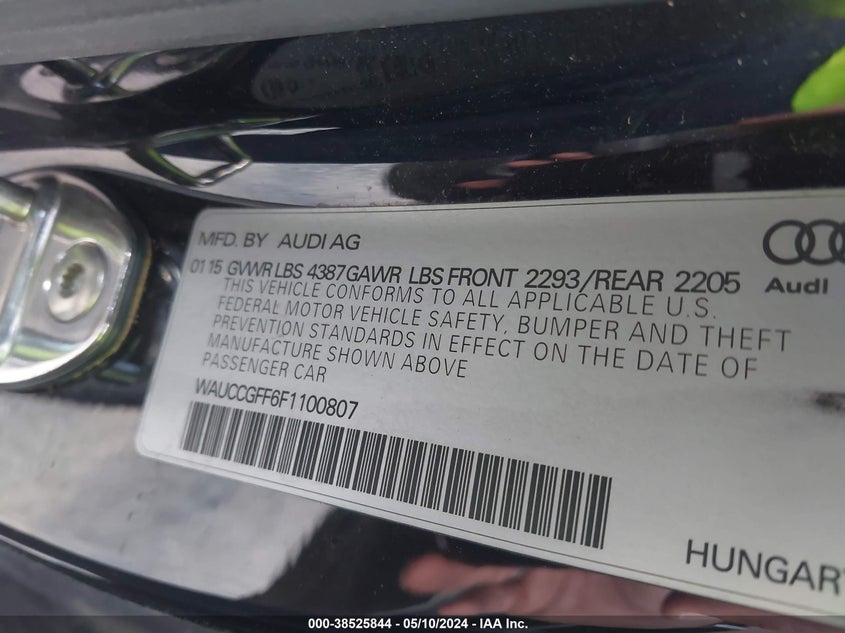 MFD. BY AUDI AG
01 15 GVWR LBS 4387 GAWR LBS FRONT 2293/REAR 2205
THIS VEHICLE CONFORMS TO ALL APPLICABLE U.S.
FEDERAL MOTOR VEHICLE SAFETY, BUMPER AND THEFT
PREVENTION STANDARDS IN EFFECT ON THE DATE OF
MANUFACTURE SHOWN ABOVE
PASSENGER CAR
WAUCCGFF6F1100807
Audi
HUNGARY
000-38525844 - 05/10/2024 - IAA Inc.